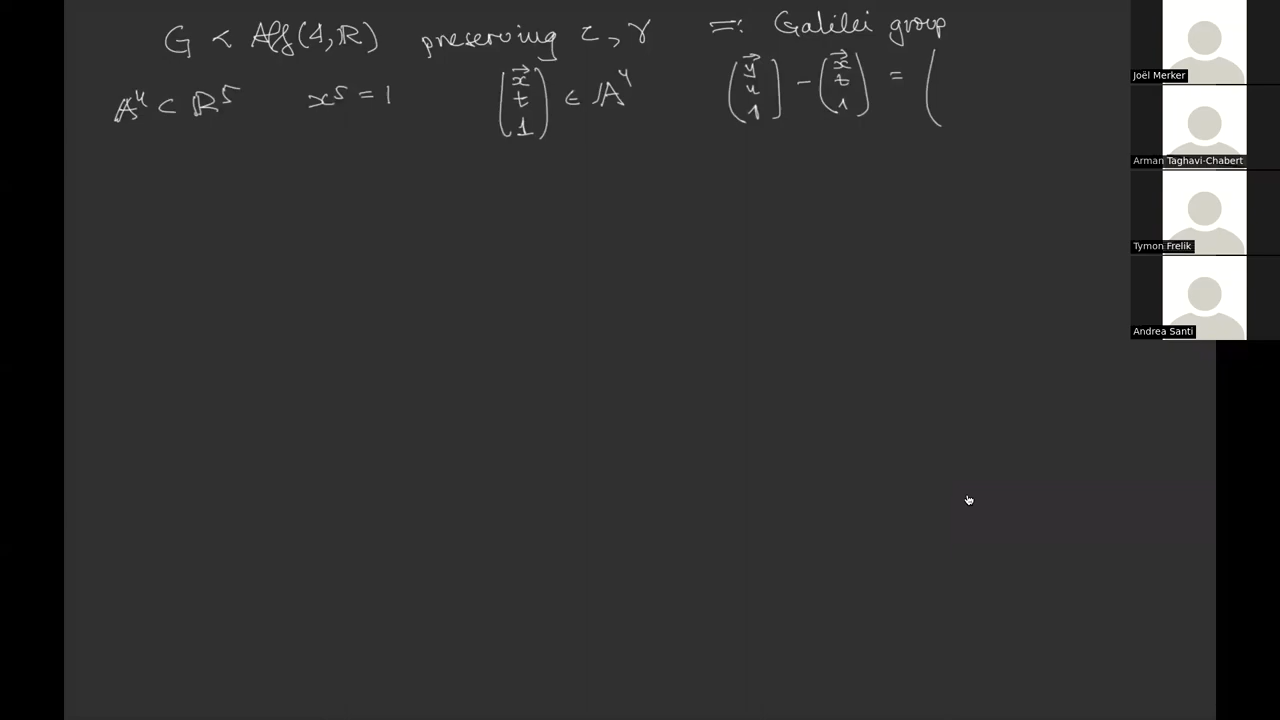 G < Aff(4,ℝ) preserving τ, γ =: Galilei group
𝔸⁴ ⊂ ℝ⁵ x⁵ = 1 (x⃗ t 1) ∈ 𝔸⁴ (y⃗ u 1) - (x⃗ t 1) = (
Joël Merker
Arman Taghavi-Chabert
Tymon Frelik
Andrea Santi